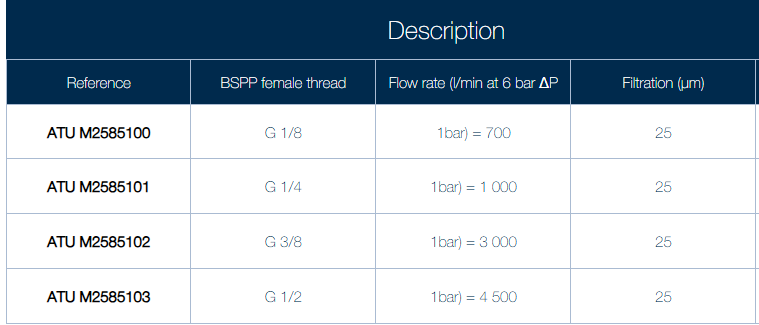 Description
Reference BSPP female thread Flow rate (l/min at 6 bar ΔP Filtration (µm)
ATU M2585100 G 1/8 1bar) = 700 25
ATU M2585101 G 1/4 1bar) = 1 000 25
ATU M2585102 G 3/8 1bar) = 3 000 25
ATU M2585103 G 1/2 1bar) = 4 500 25